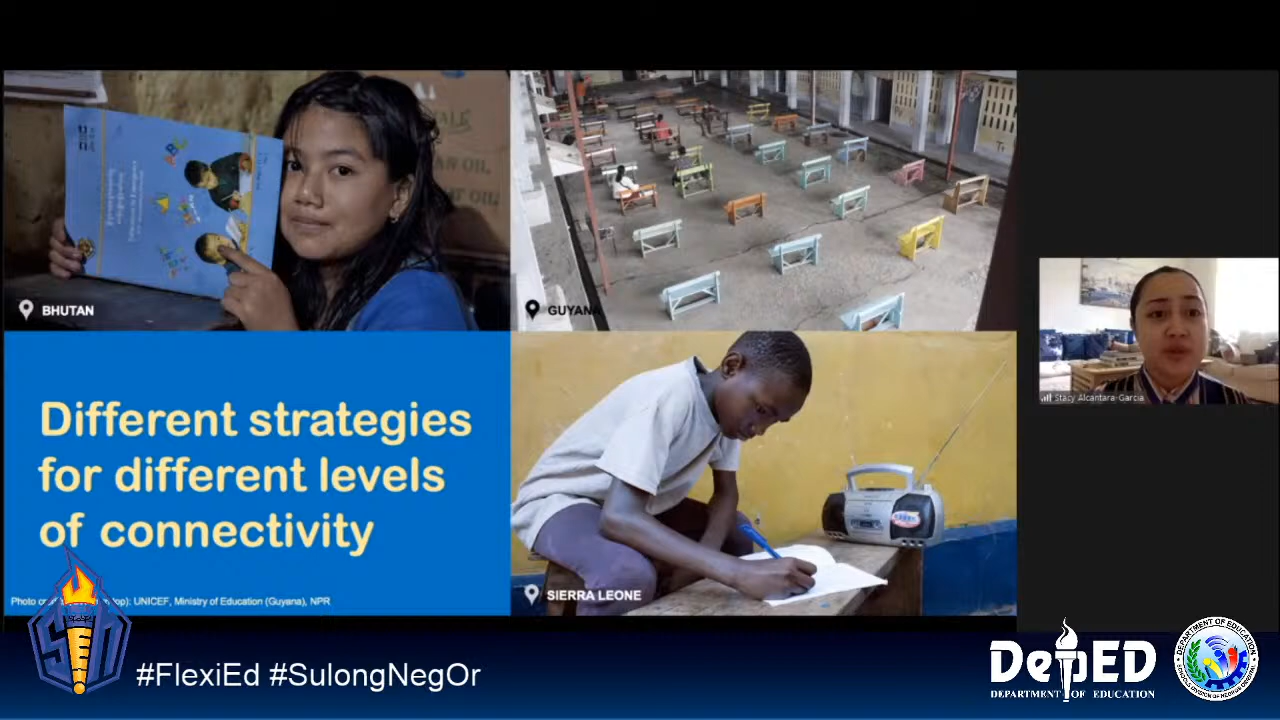 BHUTAN
GUYANA
Different strategies
for different levels
of connectivity
SIERRA LEONE
Stacy Alcantara-Garcia
top): UNICEF, Ministry of Education (Guyana), NPR
#FlexiEd #SulongNegOr
DepED
DEPARTMENT OF EDUCATION
DEPARTMENT OF EDUCATION